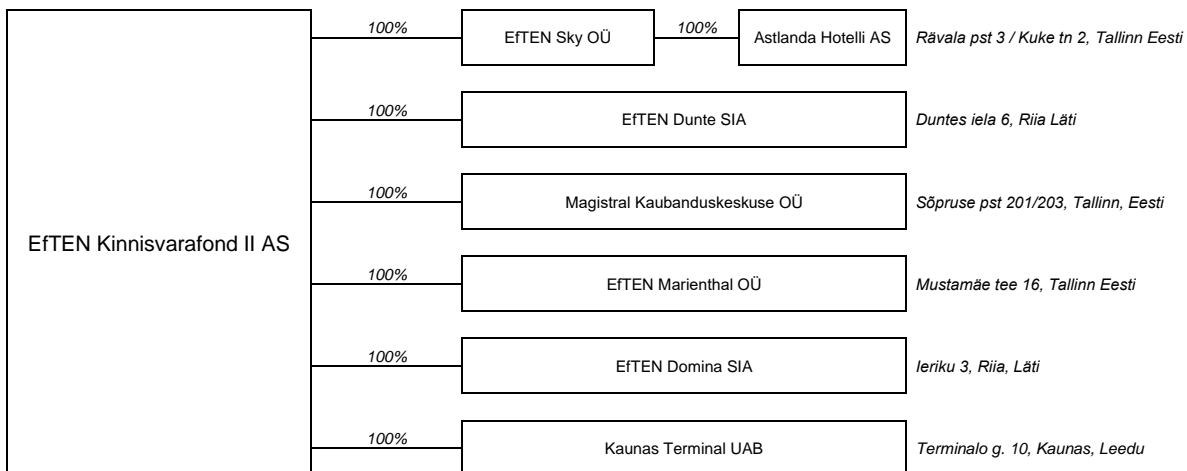 100%
EfTEN Sky OÜ
100%
Astlanda Hotelli AS
Rävala pst 3 / Kuke tn 2, Tallinn Eesti
100%
EfTEN Dunte SIA
Duntes iela 6, Riia Läti
100%
Magistral Kaubanduskeskuse OÜ
Sõpruse pst 201/203, Tallinn, Eesti
EfTEN Kinnisvarafond II AS
100%
EfTEN Marienthal OÜ
Mustamäe tee 16, Tallinn Eesti
100%
EfTEN Domina SIA
Ieriku 3, Riia, Läti
100%
Kaunas Terminal UAB
Terminalo g. 10, Kaunas, Leedu